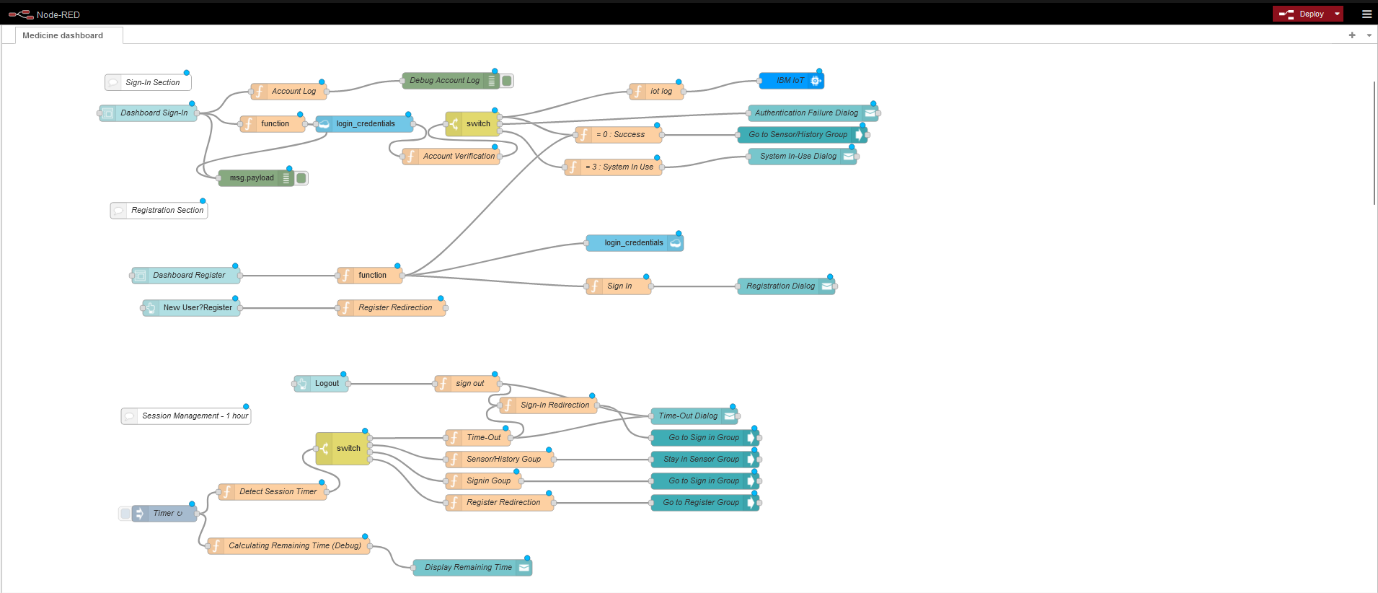 Node-RED
Deploy
Medicine dashboard
Sign-In Section
Account Log
Debug Account Log
Iot log
IBM IoT
Dashboard Sign-In
function
login_credentials
switch
Authentication Failure Dialog
= 0 : Success
Go to Sensor/History Group
Account Verification
= 3 : System In Use
System In-Use Dialog
msg.payload
Registration Section
login_credentials
Dashboard Register
function
Sign In
Registration Dialog
New User?Register
Register Redirection
Logout
sign out
Sign-In Redirection
Session Management - 1 hour
Time-Out Dialog
switch
Time-Out
Go to Sign in Group
Sensor/History Goup
Stay In Sensor Group
Signin Goup
Go to Sign in Group
Detect Session Timer
Register Redirection
Go to Register Group
Timer ↻
Calculating Remaining Time (Debug)
Display Remaining Time